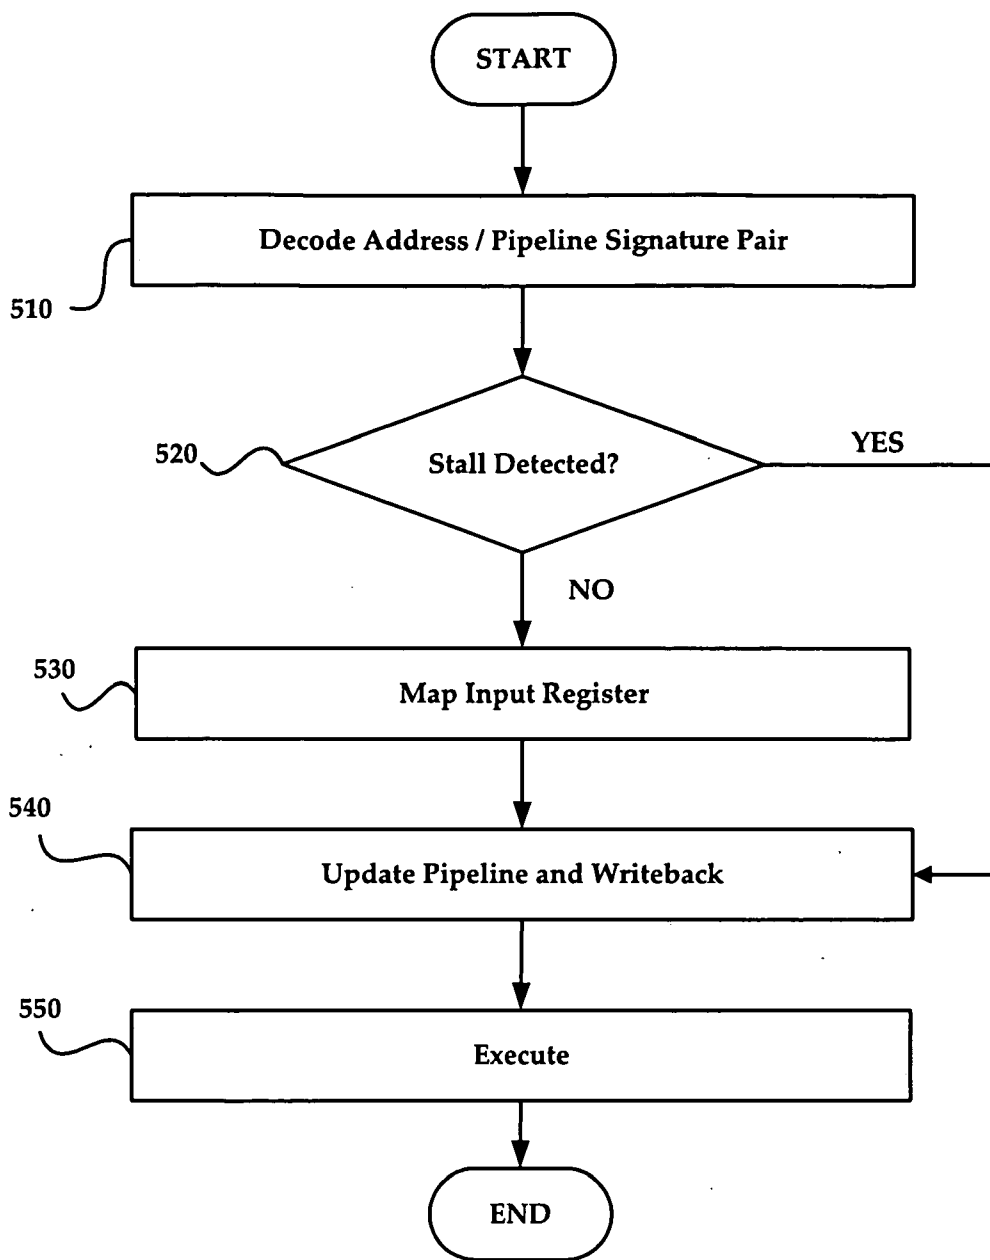 START
Decode Address / Pipeline Signature Pair
510
520
Stall Detected?
YES
NO
530
Map Input Register
540
Update Pipeline and Writeback
550
Execute
END